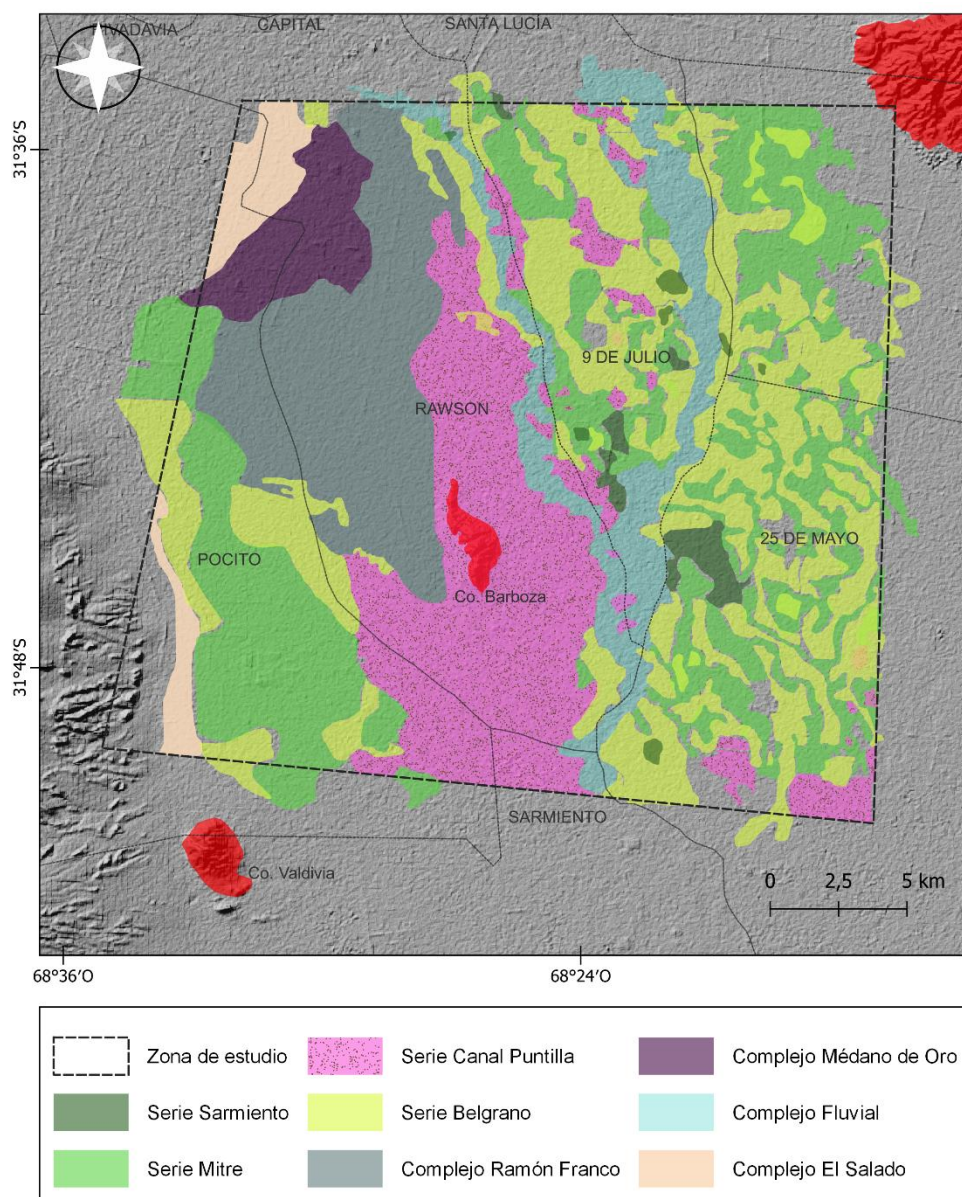 IVADAVIA
CAPITAL
SANTA LUCÍA
31°36'S
9 DE JULIO
RAWSON
25 DE MAYO
POCITO
Co. Barboza
31°48'S
SARMIENTO
Co. Valdivia
0 2,5 5 km
68°36'O
68°24'O
Zona de estudio
Serie Canal Puntilla
Complejo Médano de Oro
Serie Sarmiento
Serie Belgrano
Complejo Fluvial
Serie Mitre
Complejo Ramón Franco
Complejo El Salado